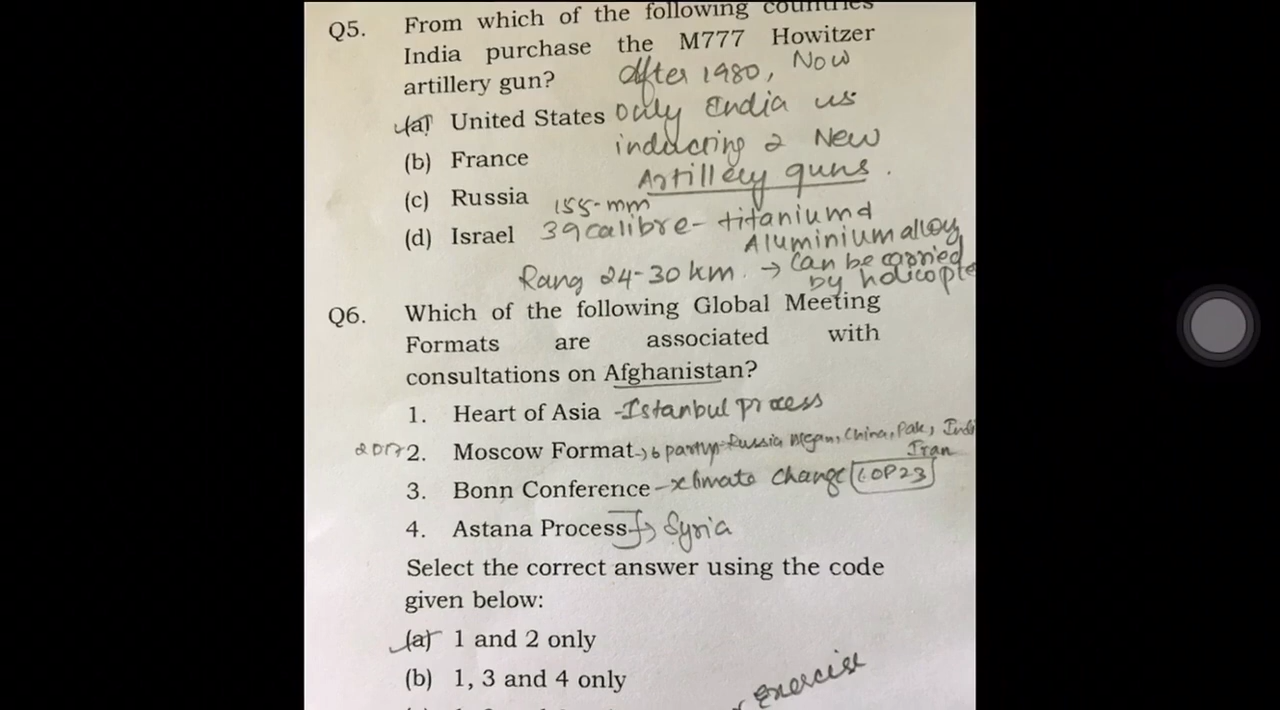 Q5. From which of the following countries
India purchase the M777 Howitzer
artillery gun?
After 1980, Now
(a) United States only India us
inducting 2 New
(b) France
Artillery guns.
(c) Russia 155-mm
39 calibre - titanium d
(d) Israel
Aluminium alloy
Rang 24-30 km. → Can be carried
by helicopte
Q6. Which of the following Global Meeting
Formats are associated with
consultations on Afghanistan?
1. Heart of Asia - Istanbul process
2017 2. Moscow Format → 6 party Russia China, Pak, Indi
Iran
3. Bonn Conference - climate change COP23
4. Astana Process → Syria
Select the correct answer using the code
given below:
(a) 1 and 2 only
(b) 1, 3 and 4 only
Exercise